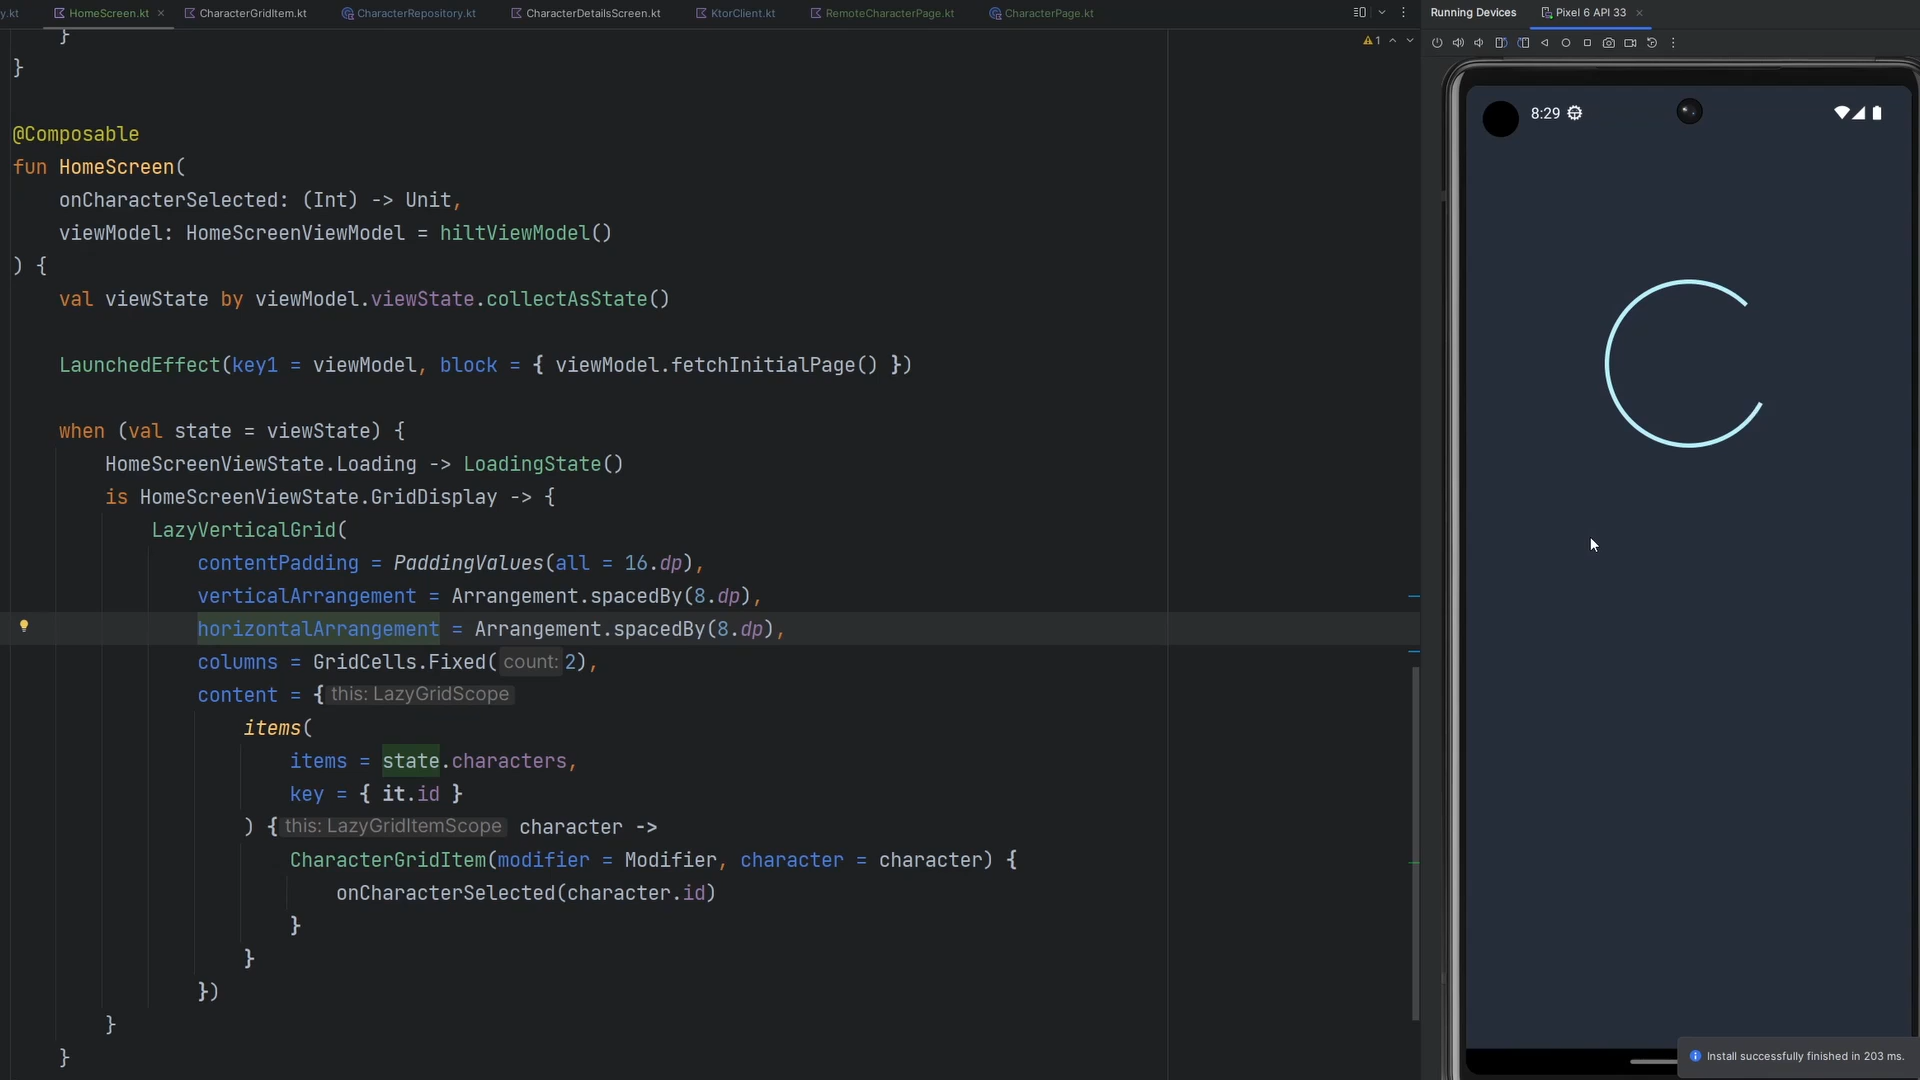 y.kt HomeScreen.kt CharacterGridItem.kt CharacterRepository.kt CharacterDetailsScreen.kt KtorClient.kt RemoteCharacterPage.kt CharacterPage.kt
Running Devices Pixel 6 API 33
1
8:29
}
}
@Composable
fun HomeScreen(
onCharacterSelected: (Int) -> Unit,
viewModel: HomeScreenViewModel = hiltViewModel()
) {
val viewState by viewModel.viewState.collectAsState()
LaunchedEffect(key1 = viewModel, block = { viewModel.fetchInitialPage() })
when (val state = viewState) {
HomeScreenViewState.Loading -> LoadingState()
is HomeScreenViewState.GridDisplay -> {
LazyVerticalGrid(
contentPadding = PaddingValues(all = 16.dp),
verticalArrangement = Arrangement.spacedBy(8.dp),
horizontalArrangement = Arrangement.spacedBy(8.dp),
columns = GridCells.Fixed( count: 2),
content = { this: LazyGridScope
items(
items = state.characters,
key = { it.id }
) { this: LazyGridItemScope character ->
CharacterGridItem(modifier = Modifier, character = character) {
onCharacterSelected(character.id)
}
}
})
}
}
Install successfully finished in 203 ms.